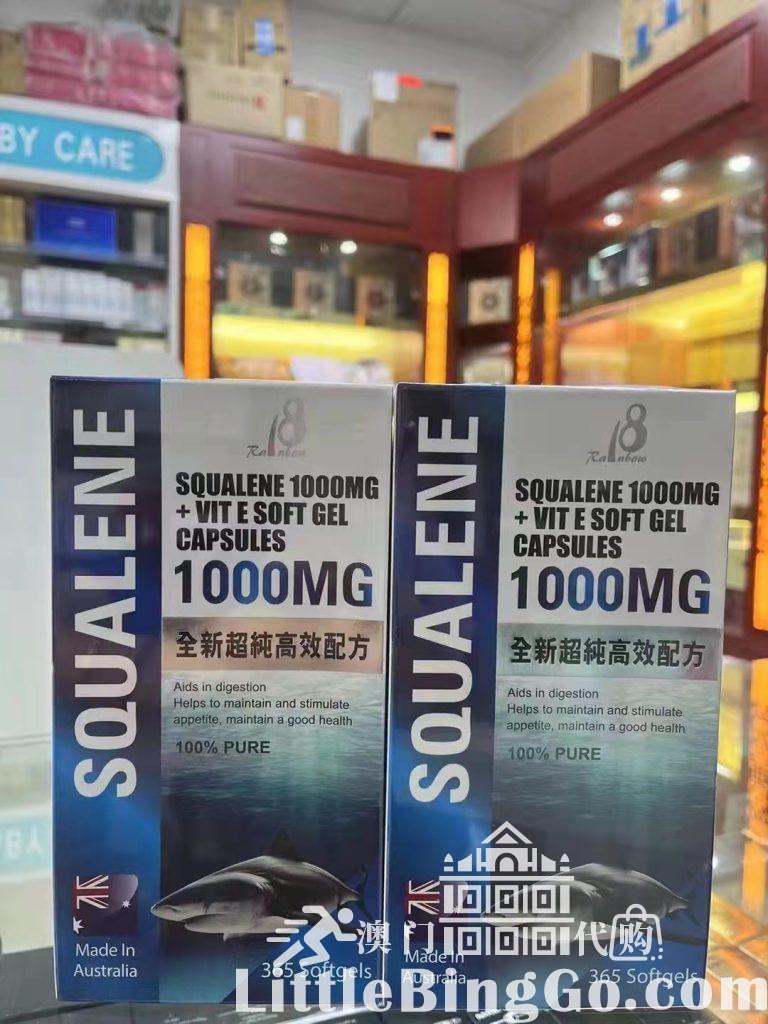 BY CARE
SQUALENE
18
Rainbow
SQUALENE 1000MG
+ VIT E SOFT GEL
CAPSULES
1000MG
全新超純高效配方
Aids in digestion
Helps to maintain and stimulate
appetite, maintain a good health
100% PURE
Made In
Australia
365 Softgels
SQUALENE
18
Rainbow
SQUALENE 1000MG
+ VIT E SOFT GEL
CAPSULES
1000MG
全新超純高效配方
Aids in digestion
Helps to maintain and stimulate
appetite, maintain a good health
100% PURE
Made In
Australia
365 Softgels
澳门代购
LittleBingGo.com